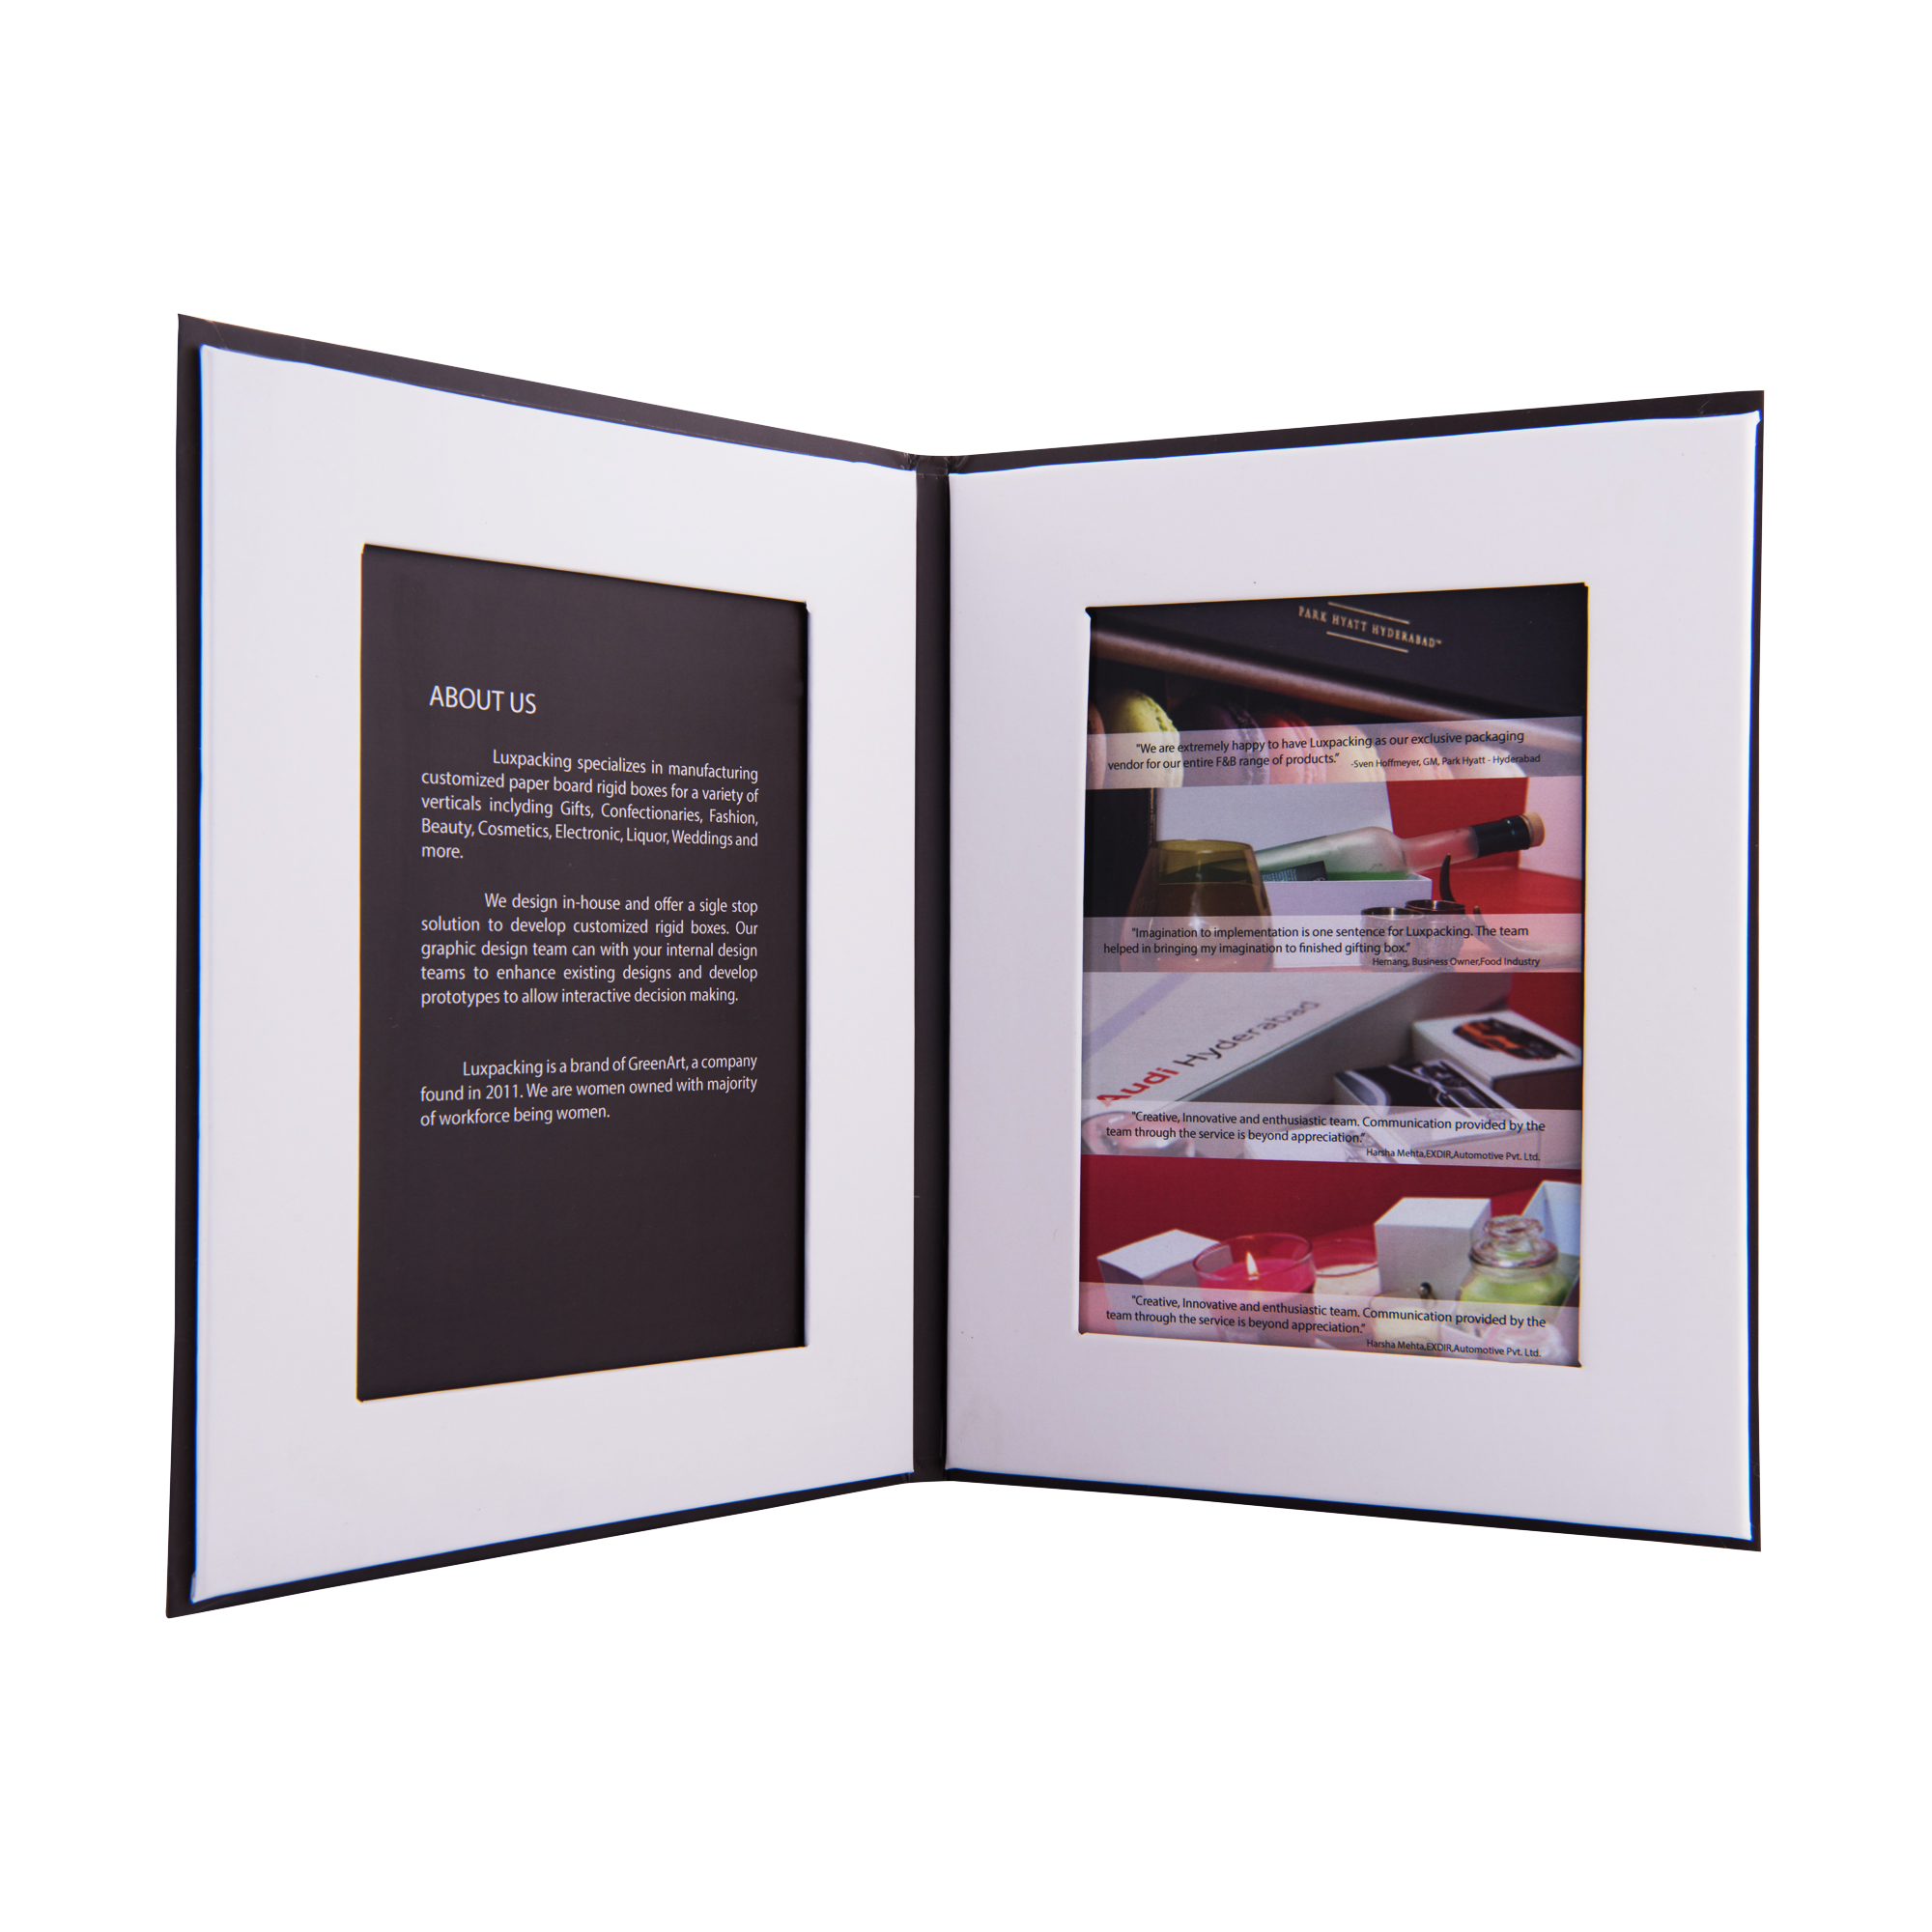 ABOUT US
Luxpacking specializes in manufacturing
customized paper board rigid boxes for a variety of
verticals inclyding Gifts, Confectionaries, Fashion,
Beauty, Cosmetics, Electronic, Liquor, Weddings and
more.
We design in-house and offer a sigle stop
solution to develop customized rigid boxes. Our
graphic design team can with your internal design
teams to enhance existing designs and develop
prototypes to allow interactive decision making.
Luxpacking is a brand of GreenArt, a company
found in 2011. We are women owned with majority
of workforce being women.
PARK HYATT HYDERABAD™
"We are extremely happy to have Luxpacking as our exclusive packaging
vendor for our entire F&B range of products."
-Sven Hoffmeyer, GM, Park Hyatt - Hyderabad
"Imagination to implementation is one sentence for Luxpacking. The team
helped in bringing my imagination to finished gifting box."
Hemang, Business Owner,Food Industry
Audi Hyderabad
"Creative, Innovative and enthusiastic team. Communication provided by the
team through the service is beyond appreciation."
Harsha Mehta,EXDIR,Automotive Pvt. Ltd.
"Creative, Innovative and enthusiastic team. Communication provided by the
team through the service is beyond appreciation."
Harsha Mehta,EXDIR,Automotive Pvt. Ltd.